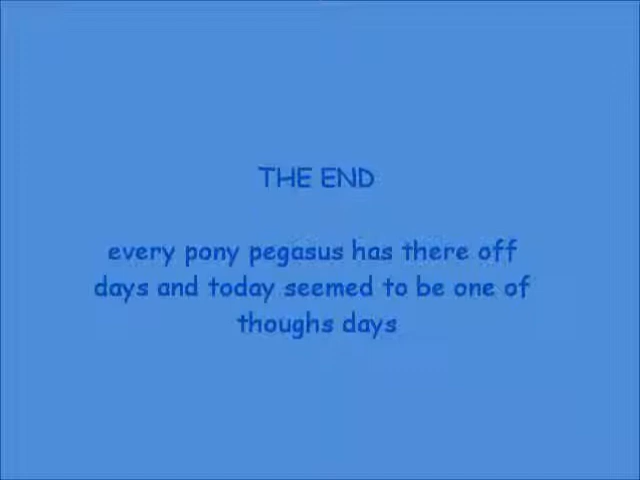 THE END
every pony pegasus has there off
days and today seemed to be one of
thoughs days